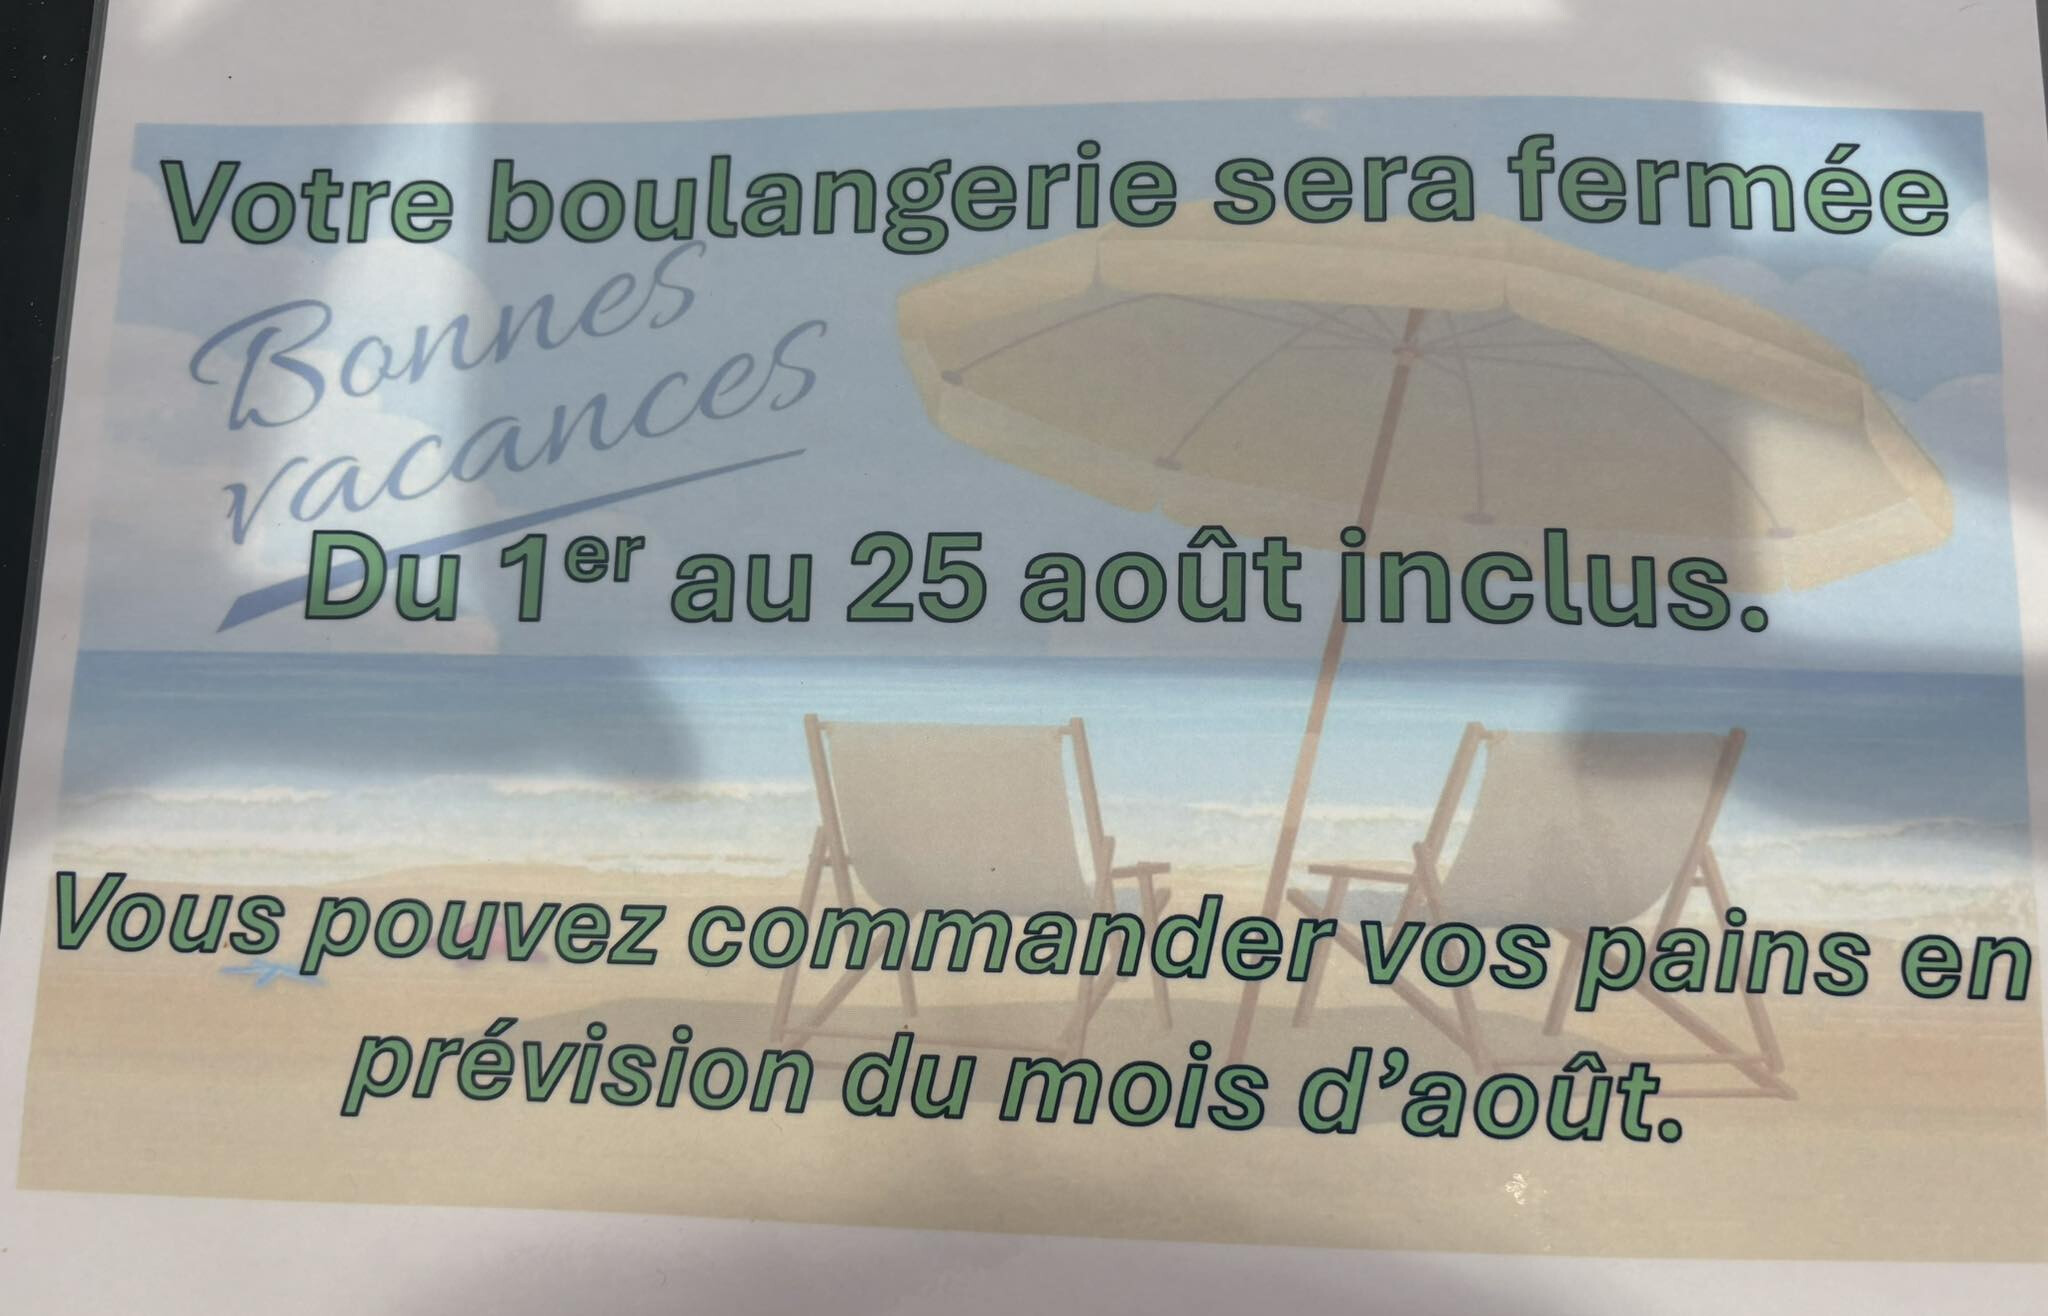 Votre boulangerie sera fermée
Bonnes
vacances
Du 1er au 25 août inclus.
Vous pouvez commander vos pains en
prévision du mois d’août.